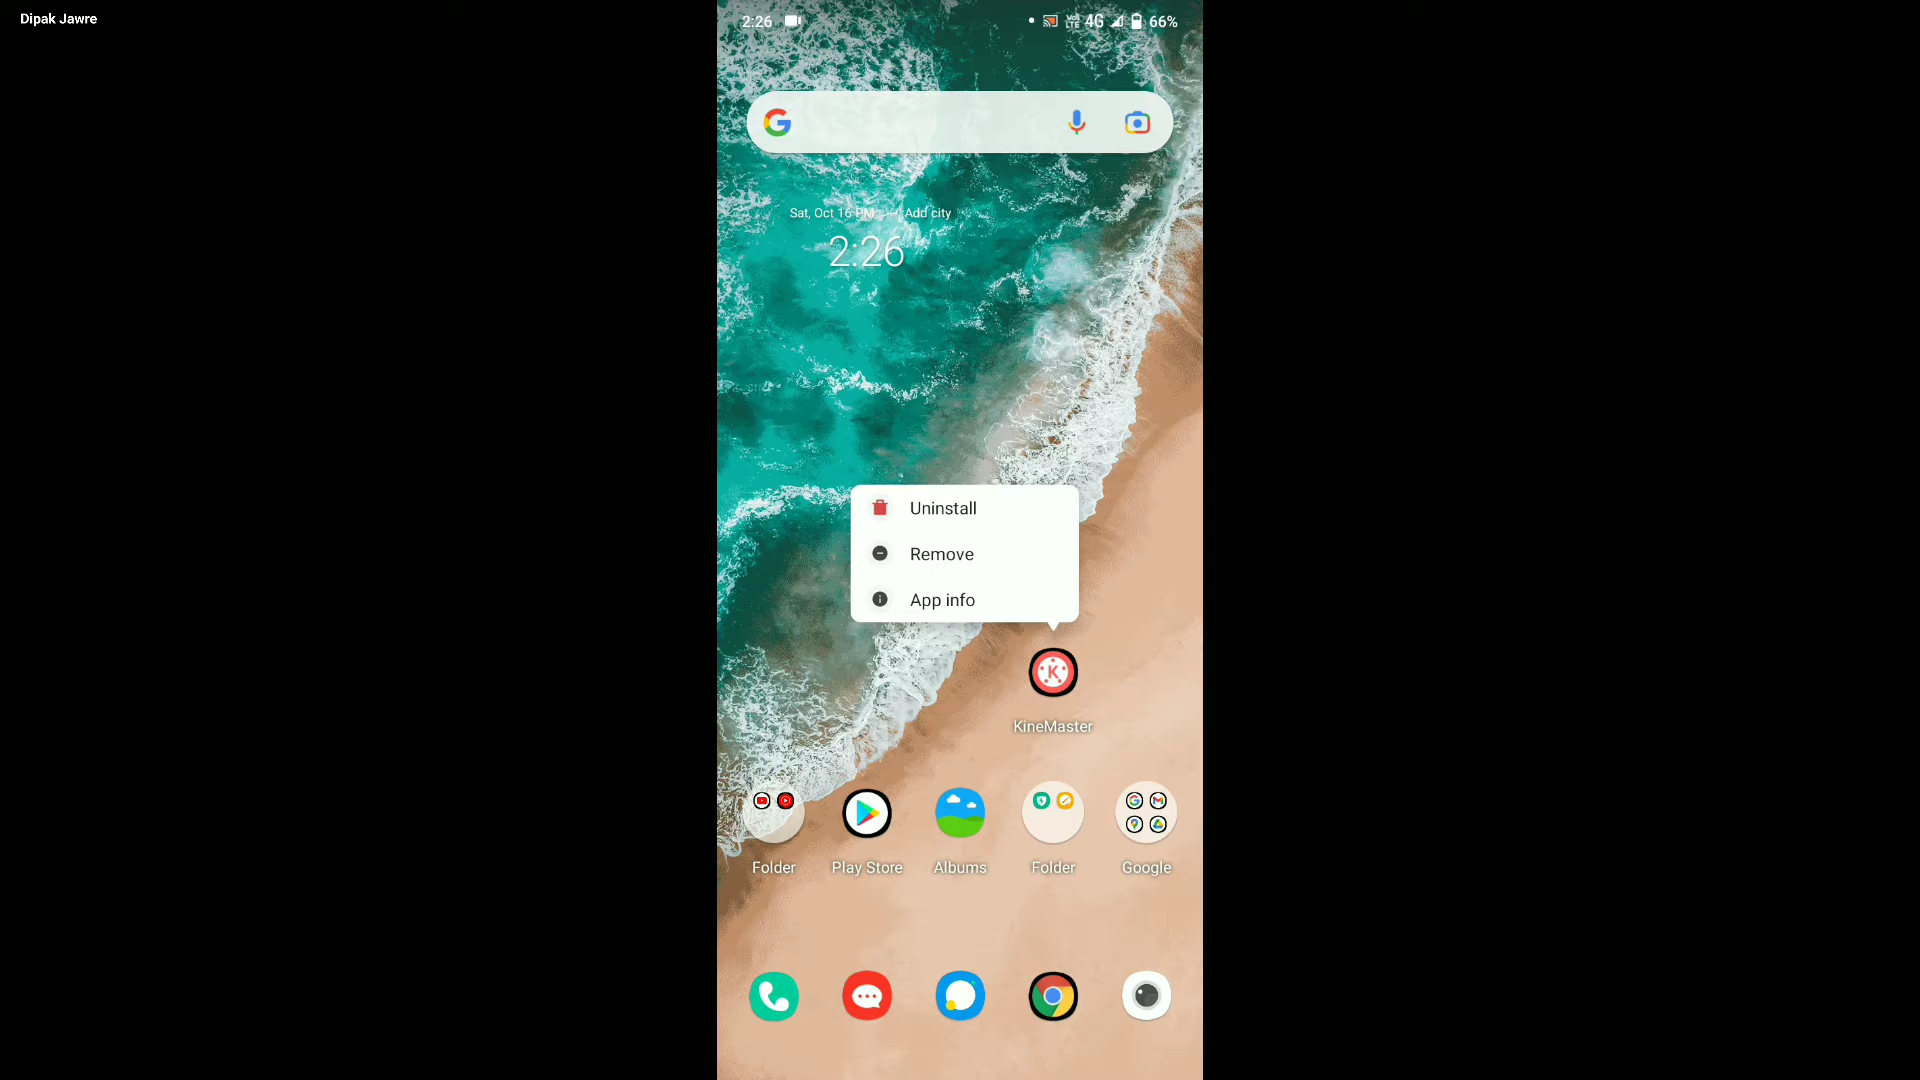 Dipak Jawre
2:26
VoLTE 4G 66%
Sat, Oct 16 PM Add city
2:26
Uninstall
Remove
App info
K
KineMaster
Folder Play Store Albums Folder Google